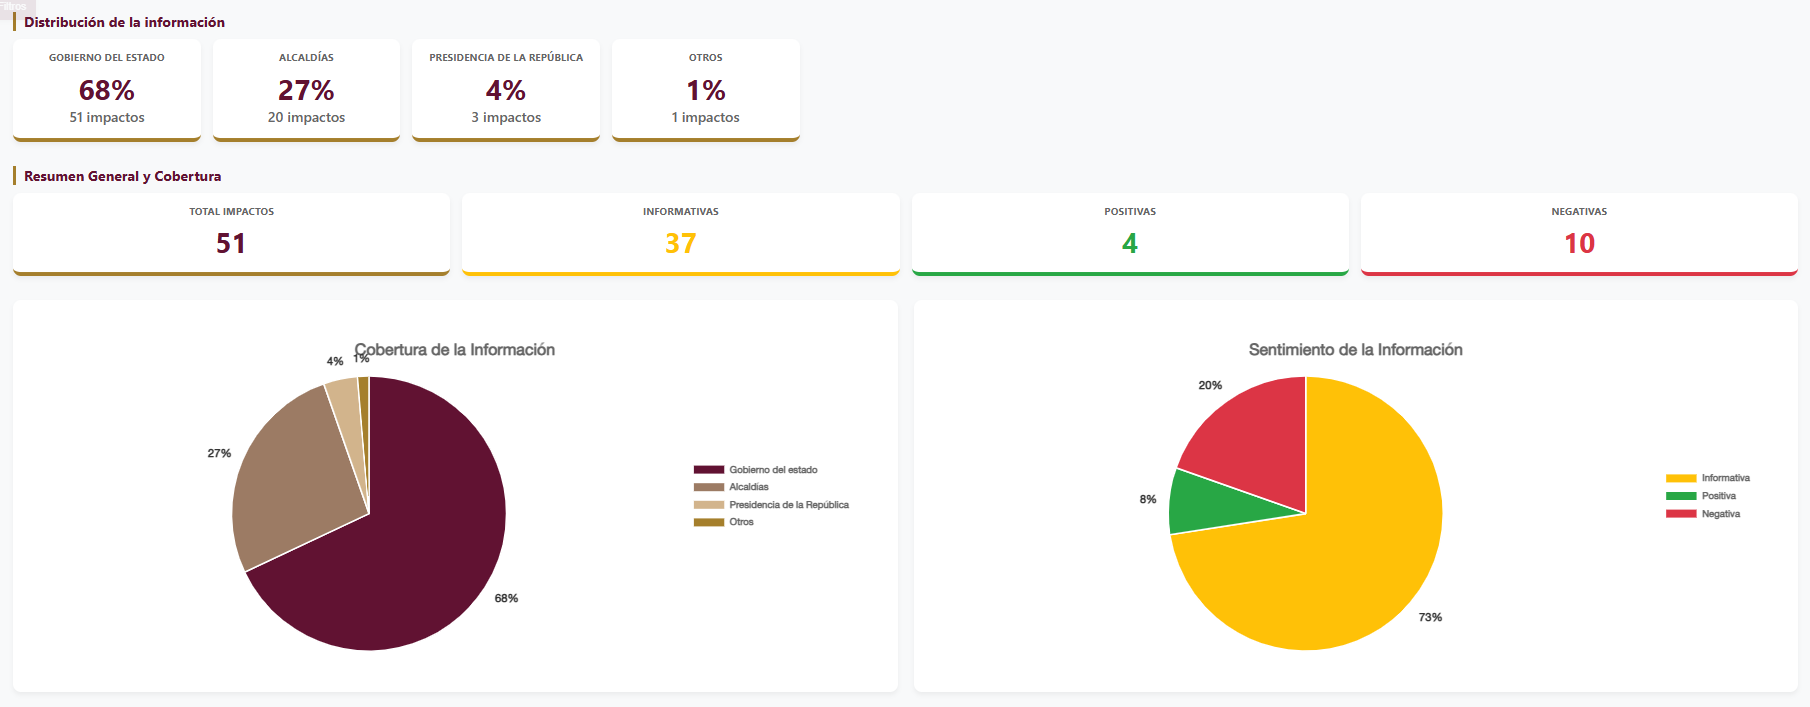 Filtros
Distribución de la información
GOBIERNO DEL ESTADO
68%
51 impactos
ALCALDÍAS
27%
20 impactos
PRESIDENCIA DE LA REPÚBLICA
4%
3 impactos
OTROS
1%
1 impactos
Resumen General y Cobertura
TOTAL IMPACTOS
51
INFORMATIVAS
37
POSITIVAS
4
NEGATIVAS
10
Cobertura de la Información
4%
1%
27%
68%
Gobierno del estado
Alcaldías
Presidencia de la República
Otros
Sentimiento de la Información
20%
8%
73%
Informativa
Positiva
Negativa